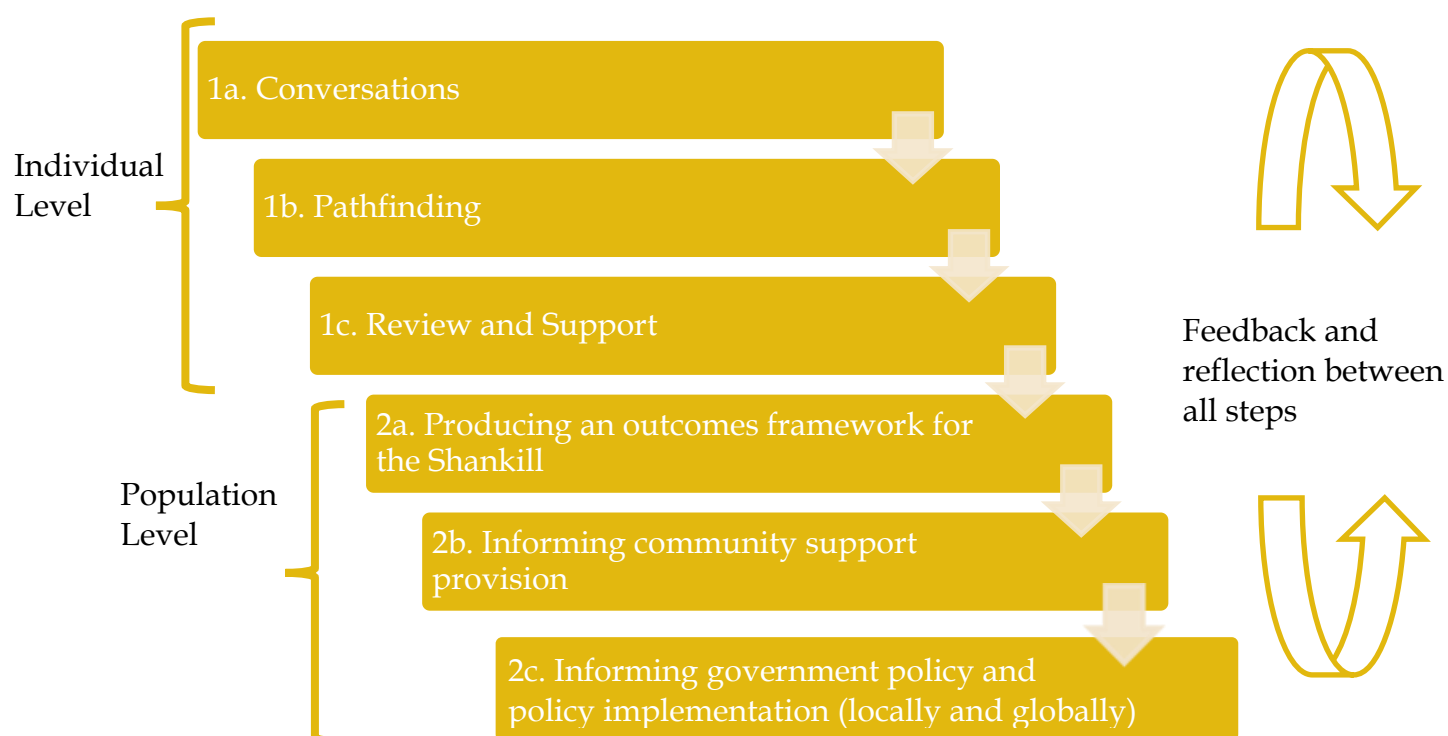 1a. Conversations
Individual
Level
1b. Pathfinding
1c. Review and Support
Feedback and
reflection between
all steps
2a. Producing an outcomes framework for
the Shankill
Population
Level
2b. Informing community support
provision
2c. Informing government policy and
policy implementation (locally and globally)